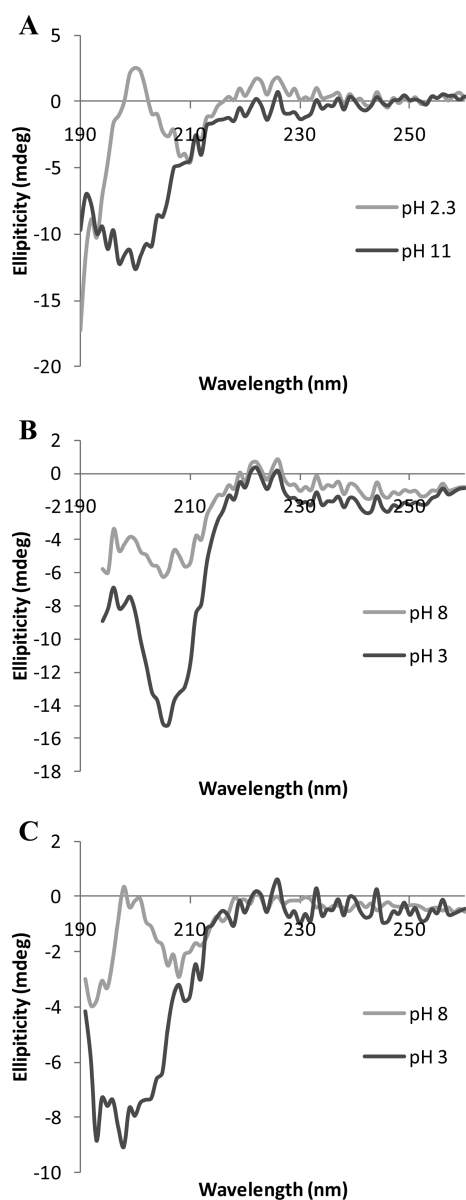 A
5
0
-5
-10
-15
-20
190 210 230 250
Ellipiticity (mdeg)
Wavelength (nm)
pH 2.3
pH 11
B
2
0
-2
-4
-6
-8
-10
-12
-14
-16
-18
190 210 230 250
Ellipiticity (mdeg)
Wavelength (nm)
pH 8
pH 3
C
2
0
-2
-4
-6
-8
-10
190 210 230 250
Ellipiticity (mdeg)
Wavelength (nm)
pH 8
pH 3